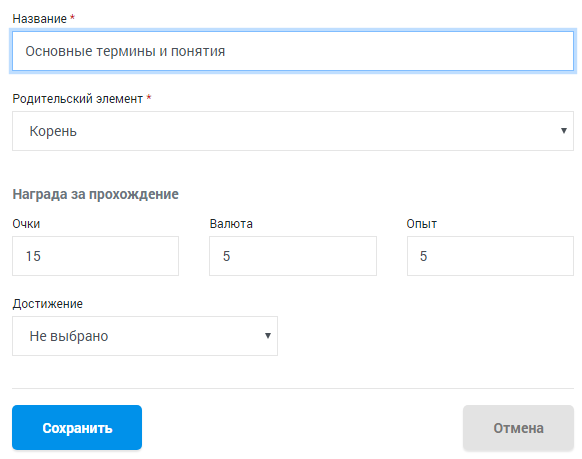 Название *
Основные термины и понятия
Родительский элемент *
Корень
Награда за прохождение
Очки Валюта Опыт
15 5 5
Достижение
Не выбрано
Сохранить Отмена